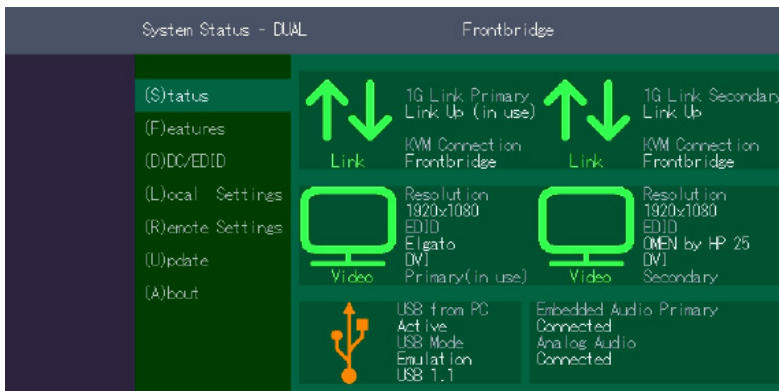 System Status - DUAL
Frontbridge
(S)tatus
(F)eatures
(D)DC/EDID
(L)ocal Settings
(R)emote Settings
(U)pdate
(A)bout
Link
1G Link Primary
Link Up (in use)
KVM Connection
Frontbridge
Link
1G Link Secondary
Link Up
KVM Connection
Frontbridge
Video
Resolution
1920x1080
EDID
Elgato
DVI
Primary(in use)
Video
Resolution
1920x1080
EDID
OMEN by HP 25
DVI
Secondary
USB from PC
Active
USB Mode
Emulation
USB 1.1
Embedded Audio Primary
Connected
Analog Audio
Connected